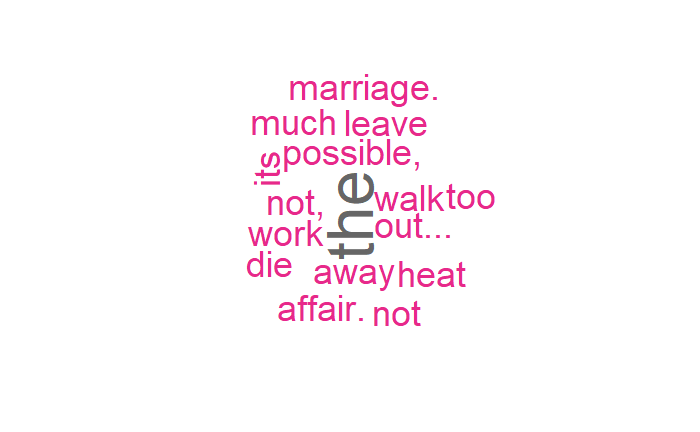 marriage.
much leave
possible,
its
the
not, walk too
work out...
die away heat
affair. not